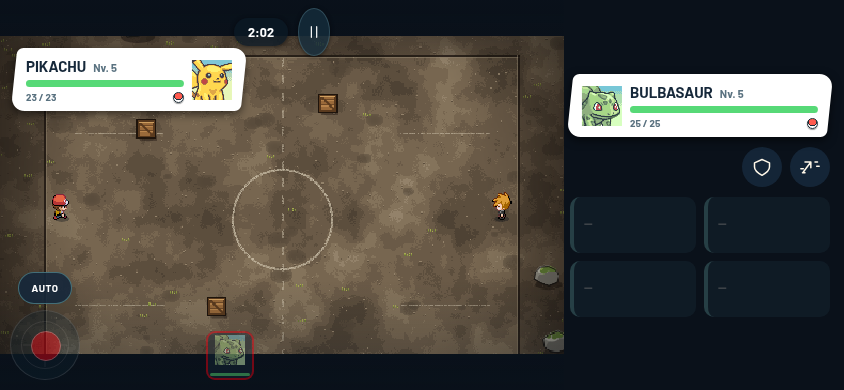 2:02
PIKACHU Nv. 5
23 / 23
BULBASAUR Nv. 5
25 / 25
–
–
–
–
AUTO